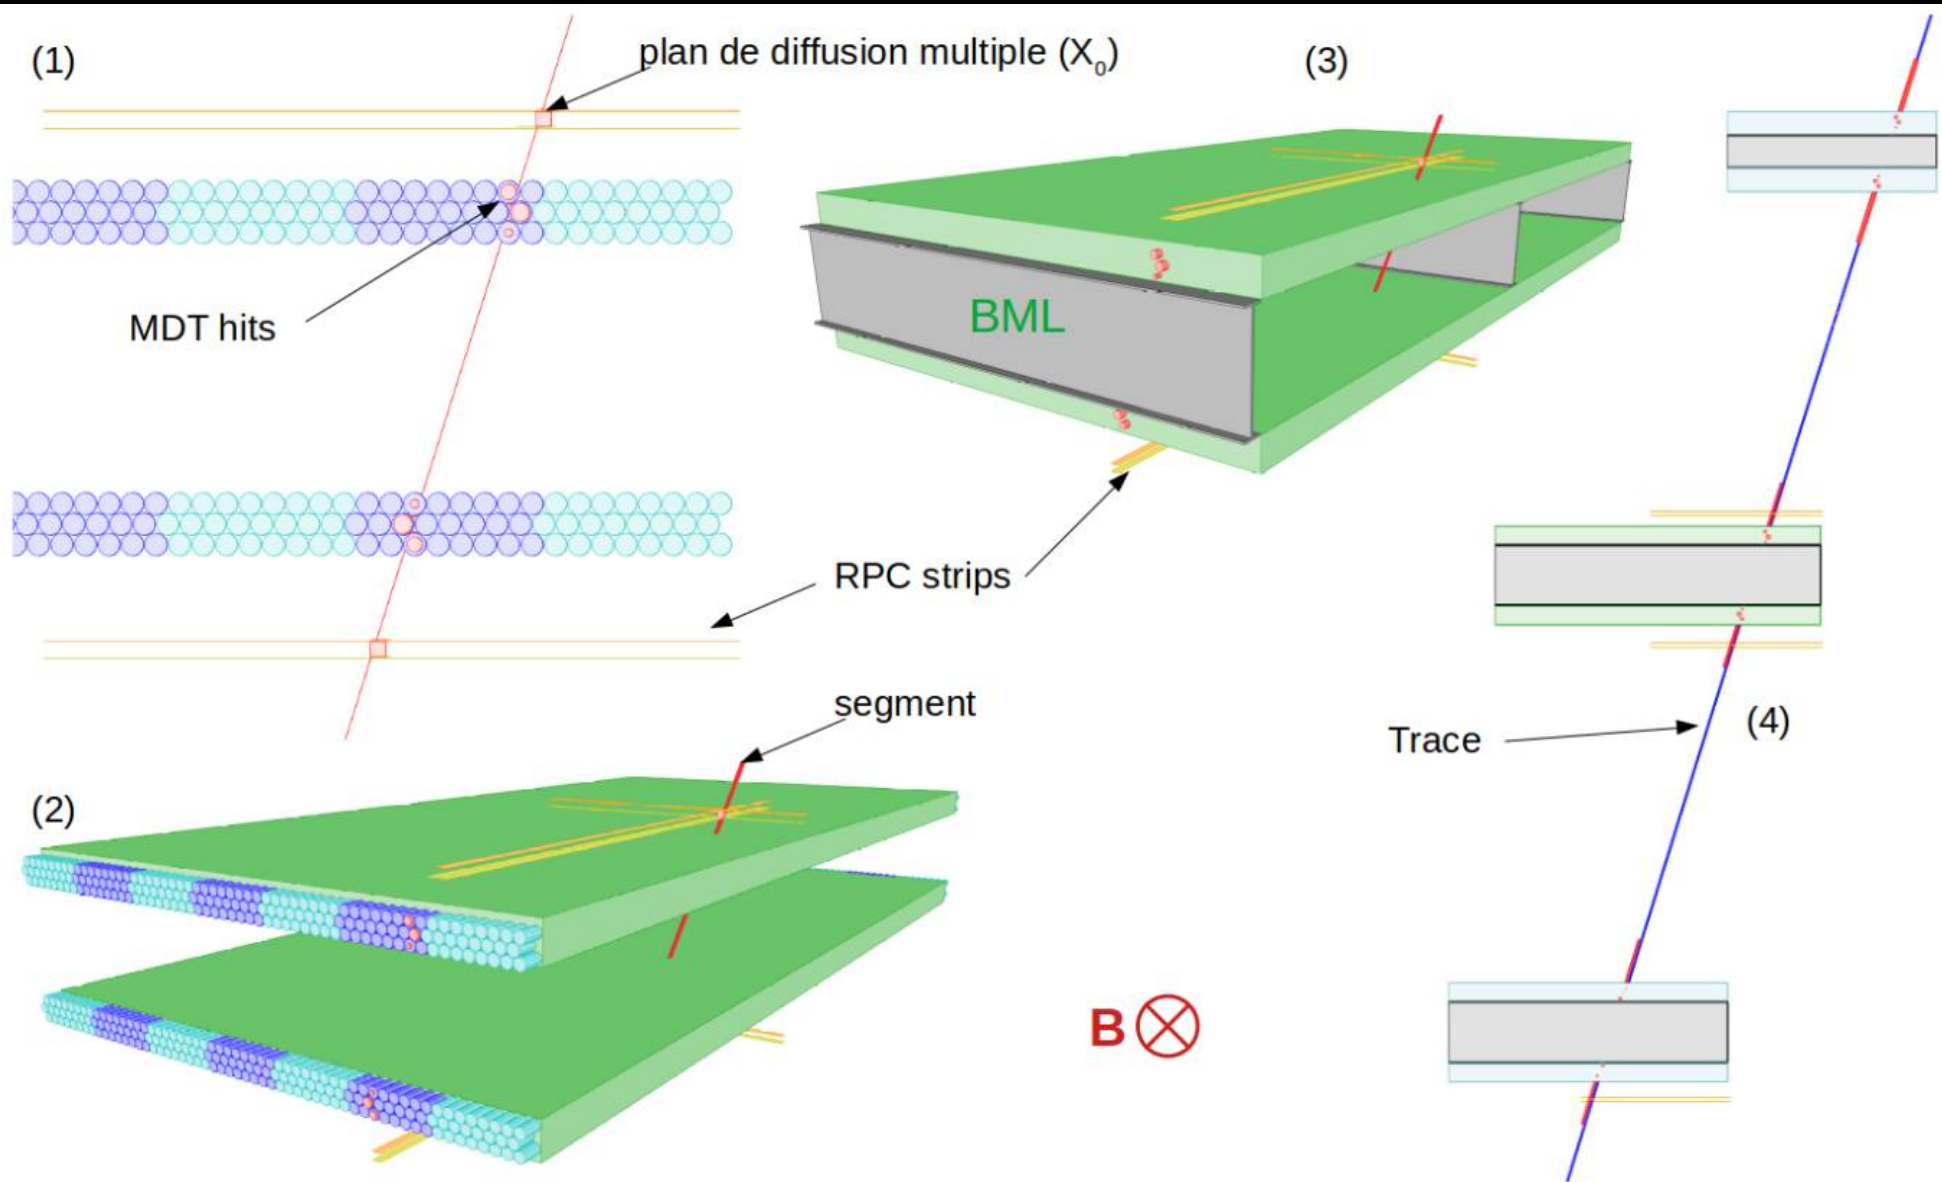 (1)
plan de diffusion multiple (X0)
(3)
MDT hits
BML
RPC strips
segment
Trace
(4)
(2)
B